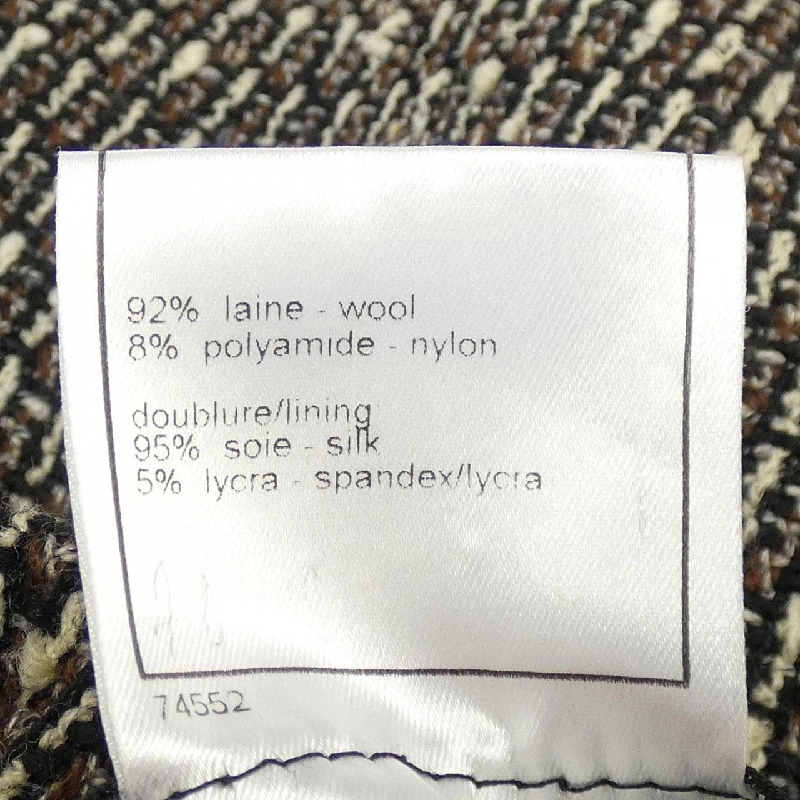 92% laine - wool
8% polyamide - nylon
doublure/lining
95% soie - silk
5% lycra - spandex/lycra
74552